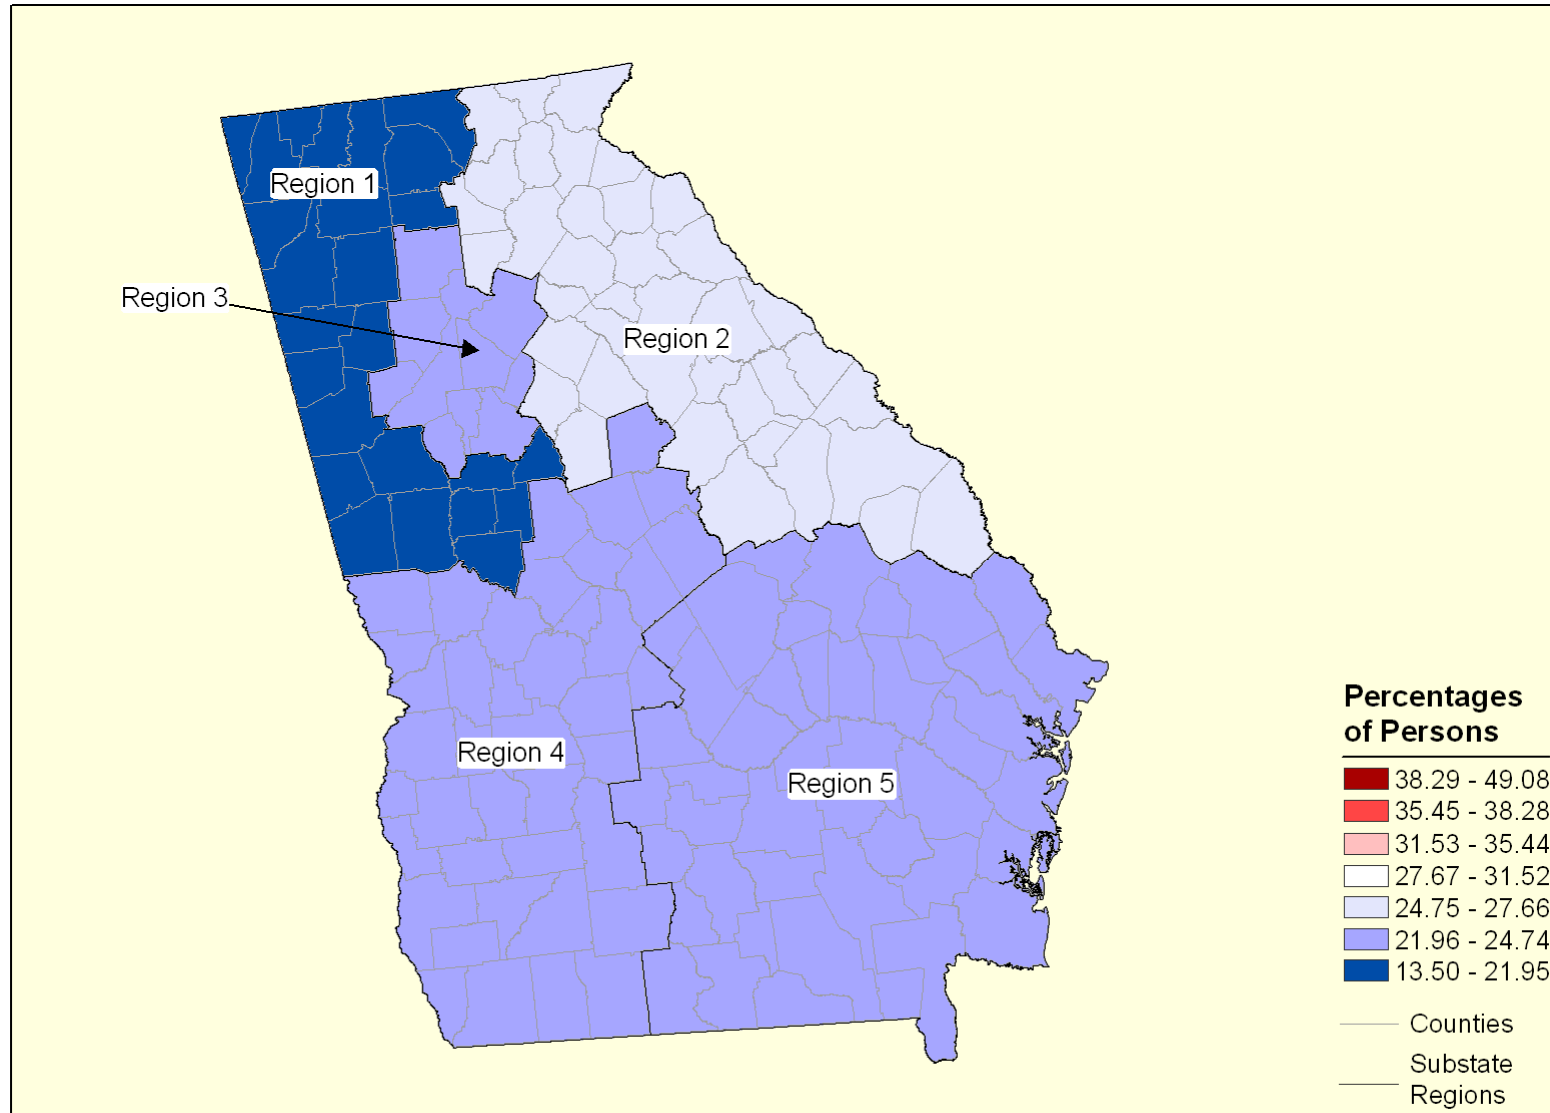 Region 1
Region 3
Region 2
Region 4
Region 5
Percentages
of Persons
38.29 - 49.08
35.45 - 38.28
31.53 - 35.44
27.67 - 31.52
24.75 - 27.66
21.96 - 24.74
13.50 - 21.95
Counties
Substate
Regions